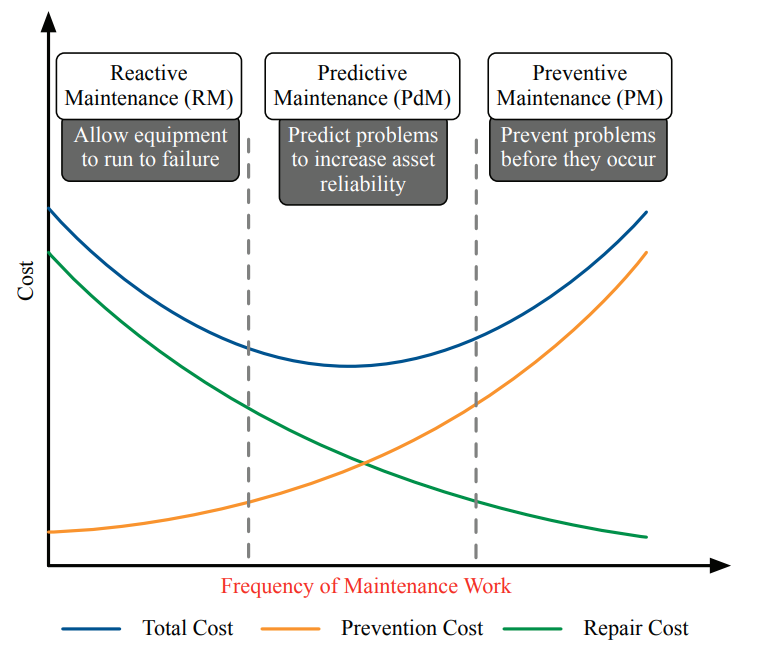 Reactive
Maintenance (RM)
Allow equipment
to run to failure
Predictive
Maintenance (PdM)
Predict problems
to increase asset
reliability
Preventive
Maintenance (PM)
Prevent problems
before they occur
Cost
Frequency of Maintenance Work
Total Cost
Prevention Cost
Repair Cost